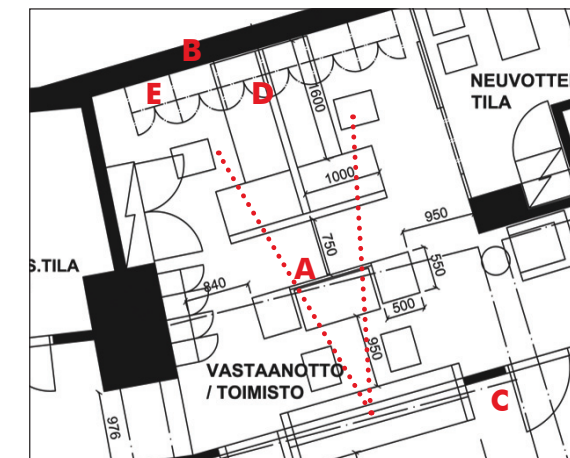 B
E
D
1600
NEUVOTTE
TILA
1000
950
750
550
S.TILA
A
840
500
950
VASTAANOTTO
/ TOIMISTO
C
976